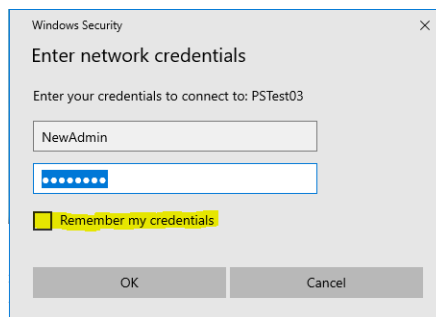 Windows Security
Enter network credentials
Enter your credentials to connect to: PSTest03
NewAdmin
••••••••
Remember my credentials
OK
Cancel